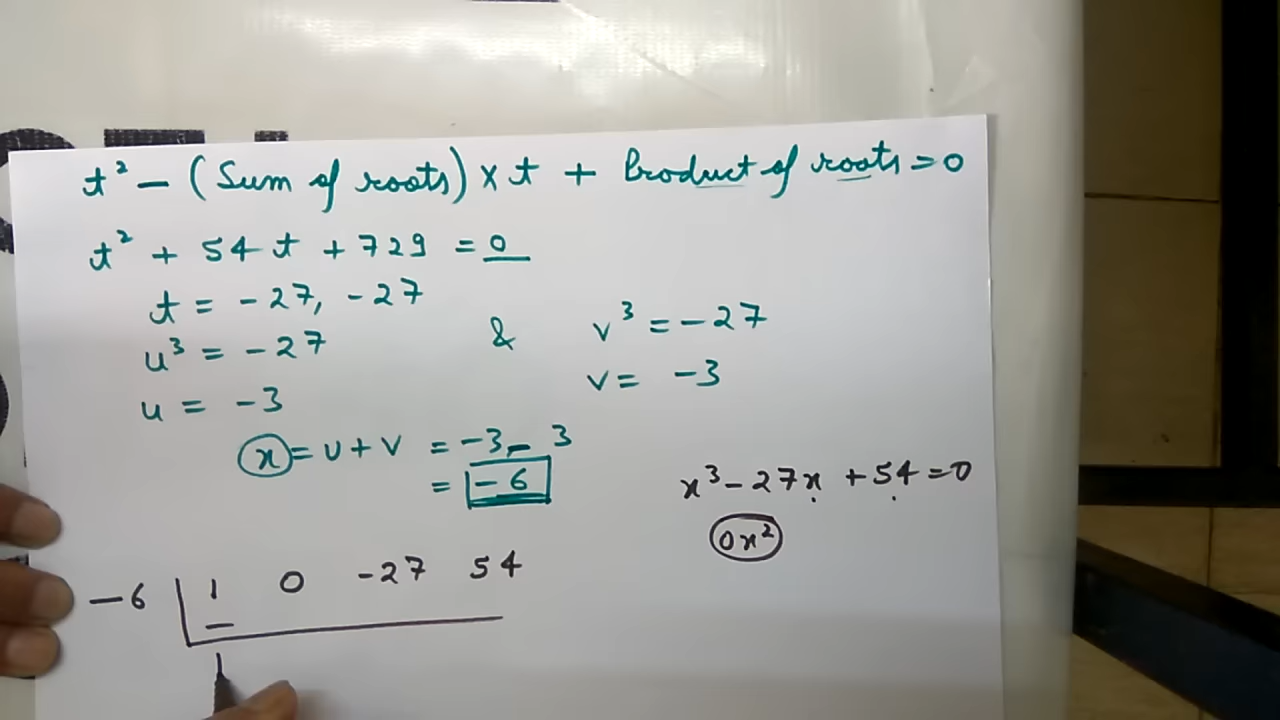 t² - (Sum of roots) × t + Product of roots = 0
t² + 54t + 729 = 0
t = -27, -27
u³ = -27 & v³ = -27
u = -3 v = -3
x = u + v = -3 - 3
= -6
x³ - 27x + 54 = 0
0x²
-6 | 1 0 -27 54
-
1